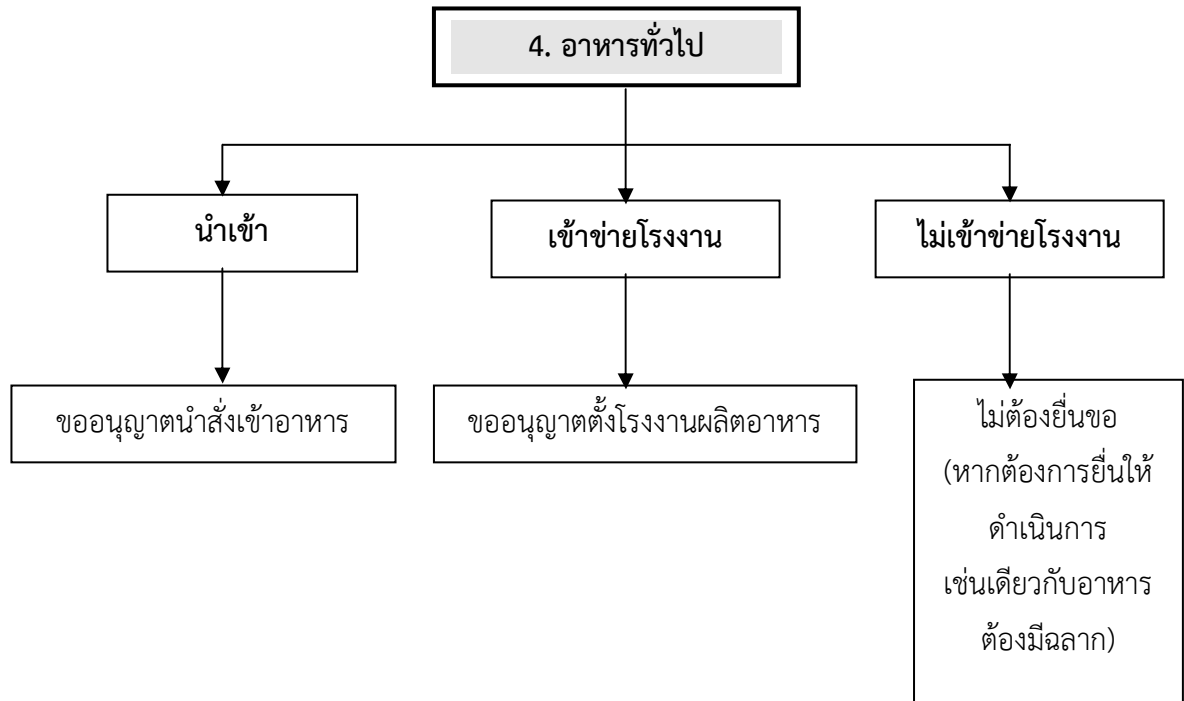 4. อาหารทั่วไป
นำเข้า
เข้าข่ายโรงงาน
ไม่เข้าข่ายโรงงาน
ขออนุญาตนำสั่งเข้าอาหาร
ขออนุญาตตั้งโรงงานผลิตอาหาร
ไม่ต้องยื่นขอ
(หากต้องการยื่นให้
ดำเนินการ
เช่นเดียวกับอาหาร
ต้องมีฉลาก)